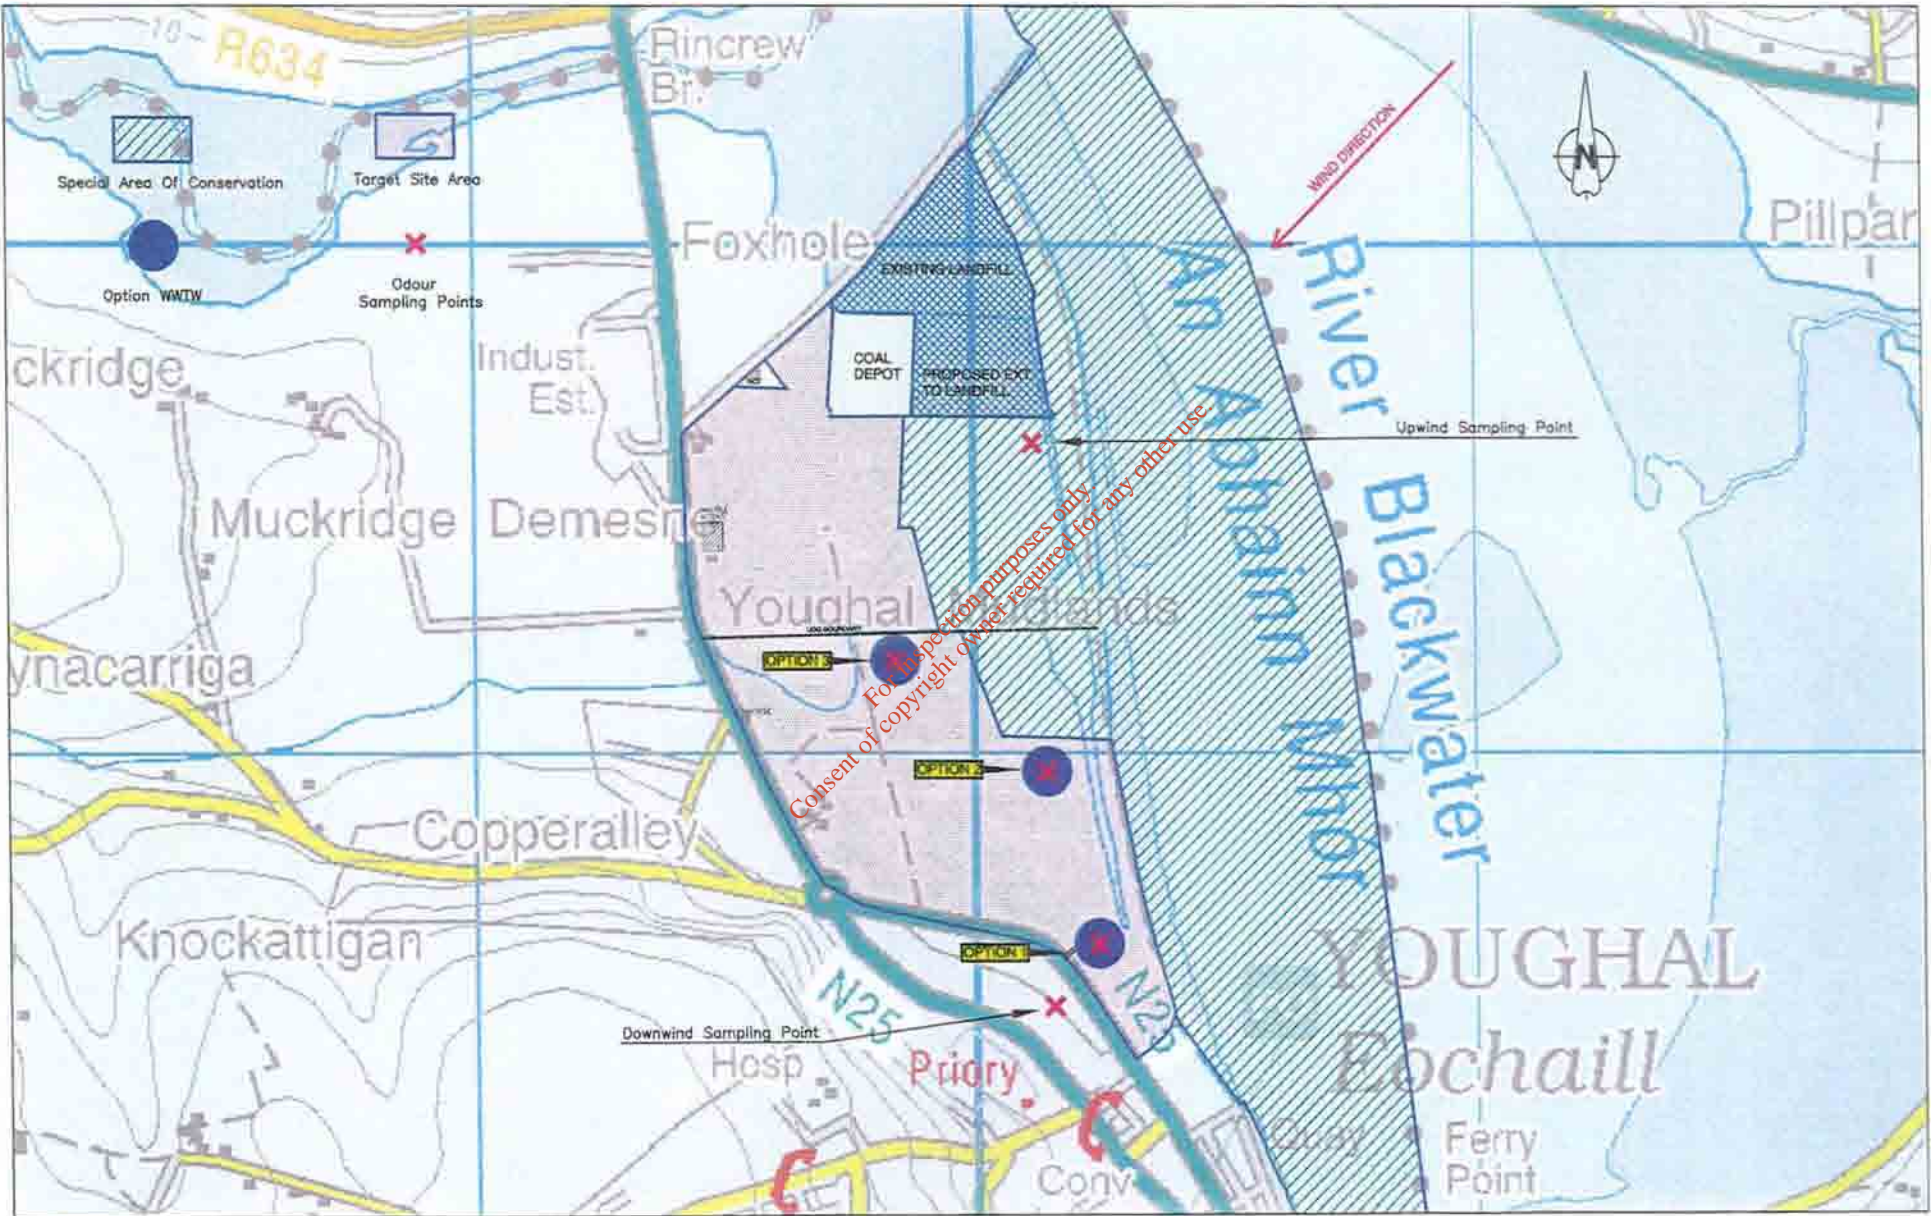 10
R634
Rincrew
Br.
WIND DIRECTION
N
Special Area Of Conservation
Target Site Area
Pillpar
Foxhole
EXISTING LANDFILL
Option WWTW
Odour
Sampling Points
River
Blackwater
An Abhainn Mhór
ckridge
Indust.
Est.
COAL
DEPOT
PROPOSED EXT.
TO LANDFILL
Upwind Sampling Point
Muckridge Demesne
Youghal Mudlands
For inspection purposes only.
Consent of copyright owner required for any other use.
OPTION 3
ynacarriga
OPTION 2
Copperalley
Knockattigan
OPTION 1
YOUGHAL
Eochaill
N25
N25
Downwind Sampling Point
Hosp
Priory
Quay
Ferry
Point
Conv